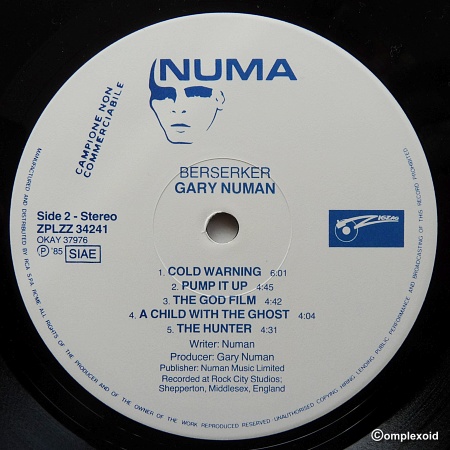 NUMA
CAMPIONE NON
COMMERCIABILE
BERSERKER
GARY NUMAN
Side 2 - Stereo
ZPLZZ 34241
OKAY 37976
Ⓟ '85 SIAE
1. COLD WARNING 6:01
2. PUMP IT UP 4:45
3. THE GOD FILM 4:42
4. A CHILD WITH THE GHOST 4:04
5. THE HUNTER 4:31
Writer: Numan
Producer: Gary Numan
Publisher: Numan Music Limited
Recorded at Rock City Studios;
Shepperton, Middlesex, England
MANUFACTURED AND DISTRIBUTED BY RCA S.P.A. ROME. ALL RIGHTS OF THE PRODUCER AND OF THE OWNER OF THE WORK REPRODUCED RESERVED - UNAUTHORISED COPYING HIRING LENDING PUBLIC PERFORMANCE AND BROADCASTING OF THIS RECORD PROHIBITED
©omplexoid